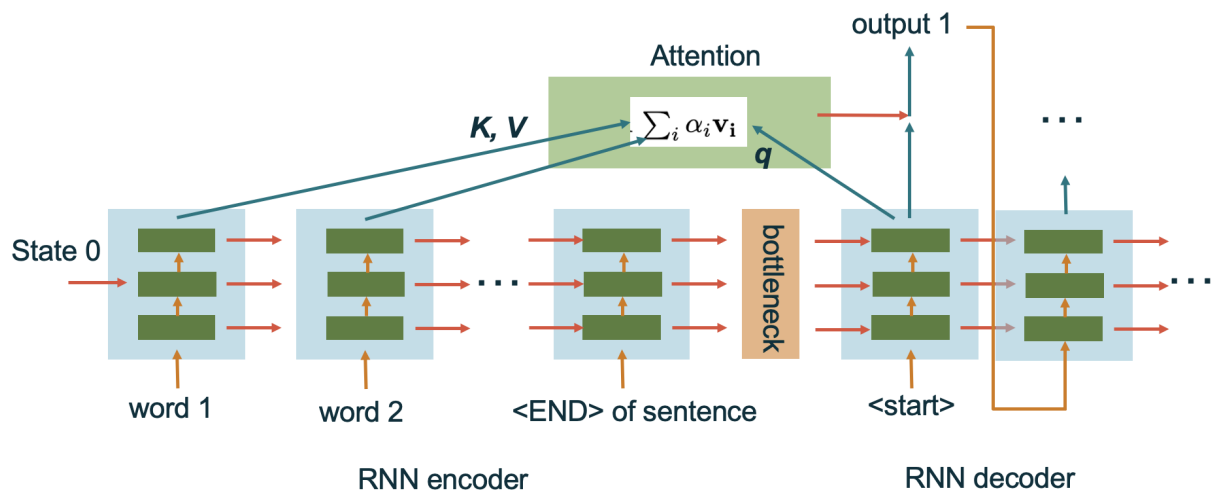 output 1
Attention
K, V
. ∑ᵢ αᵢvᵢ
q
. . .
State 0
. . .
bottleneck
. . .
word 1
word 2
<END> of sentence
<start>
RNN encoder
RNN decoder